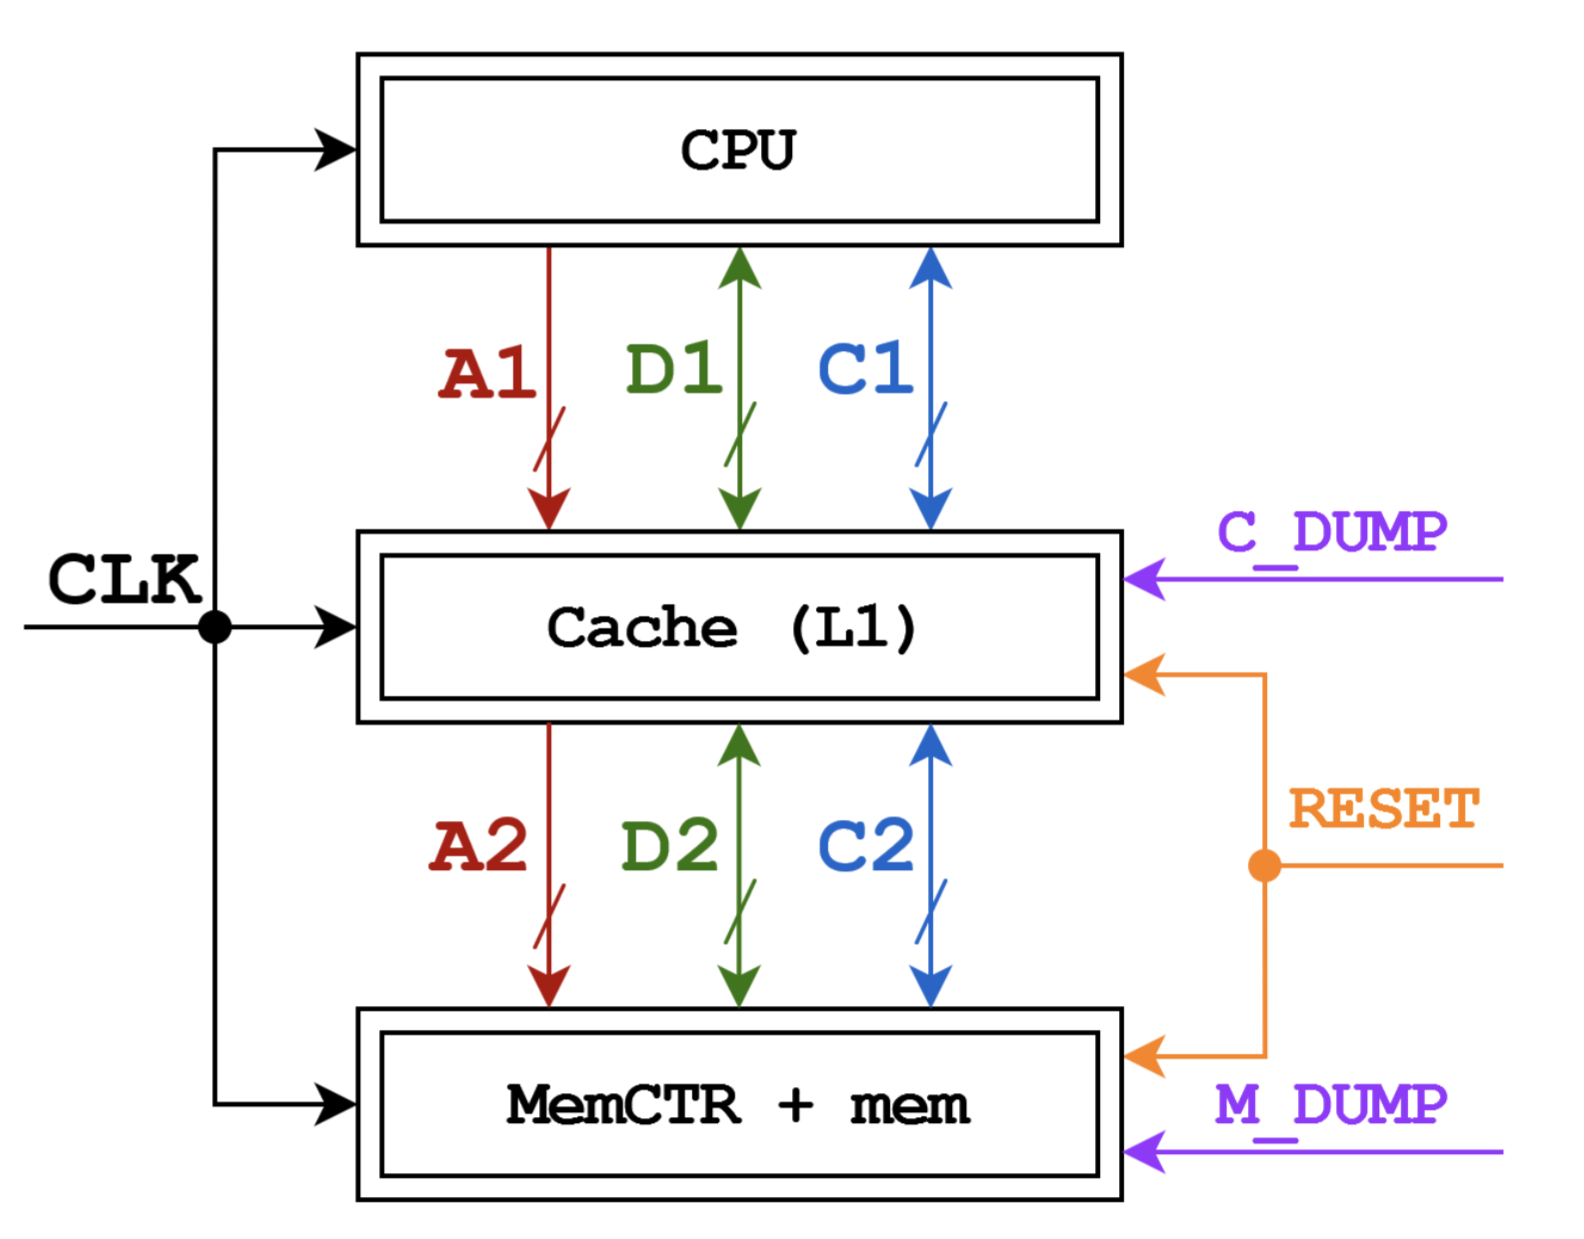 CPU
A1
D1
C1
C_DUMP
CLK
Cache (L1)
RESET
A2
D2
C2
MemCTR + mem
M_DUMP